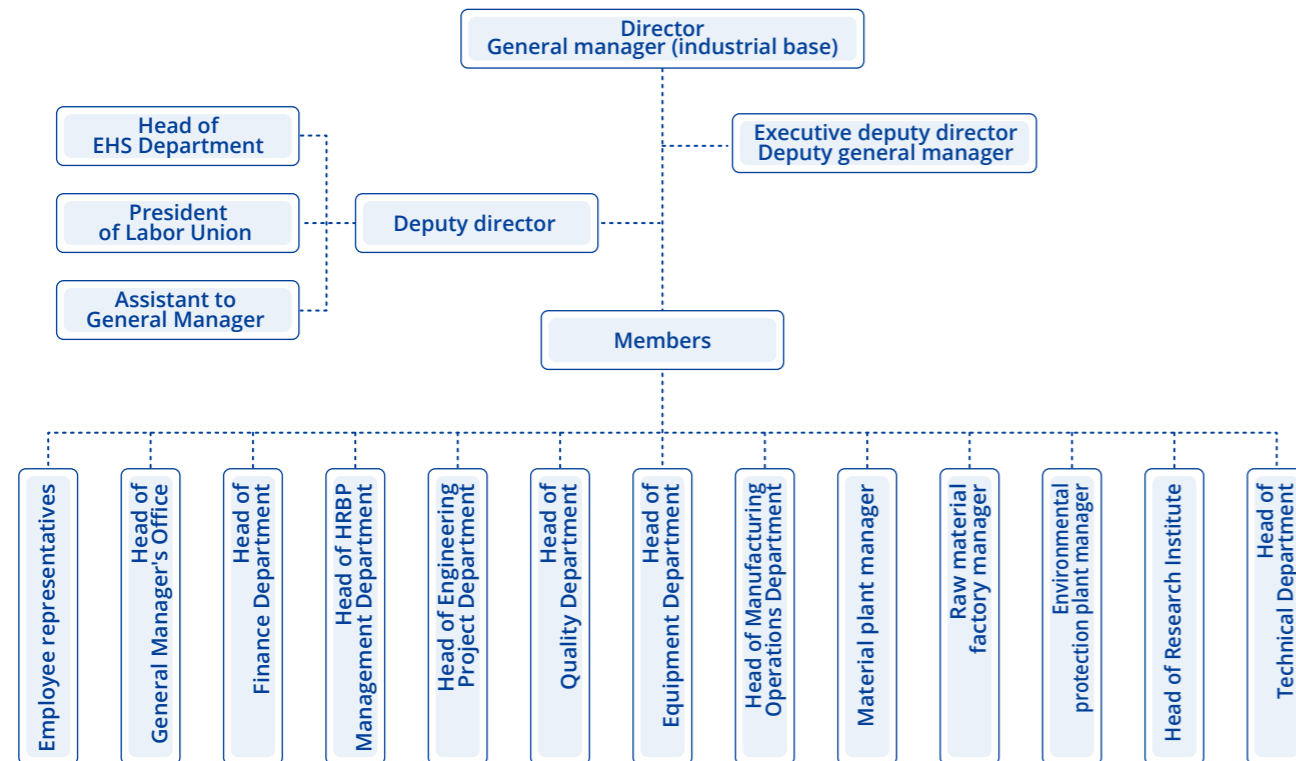 Director
General manager (industrial base)
Executive deputy director
Deputy general manager
Head of
EHS Department
President
of Labor Union
Assistant to
General Manager
Deputy director
Members
Employee representatives
Head of
General Manager's Office
Head of
Finance Department
Head of HRBP
Management Department
Head of Engineering
Project Department
Head of
Quality Department
Head of
Equipment Department
Head of Manufacturing
Operations Department
Material plant manager
Raw material
factory manager
Environmental
protection plant manager
Head of Research Institute
Head of
Technical Department